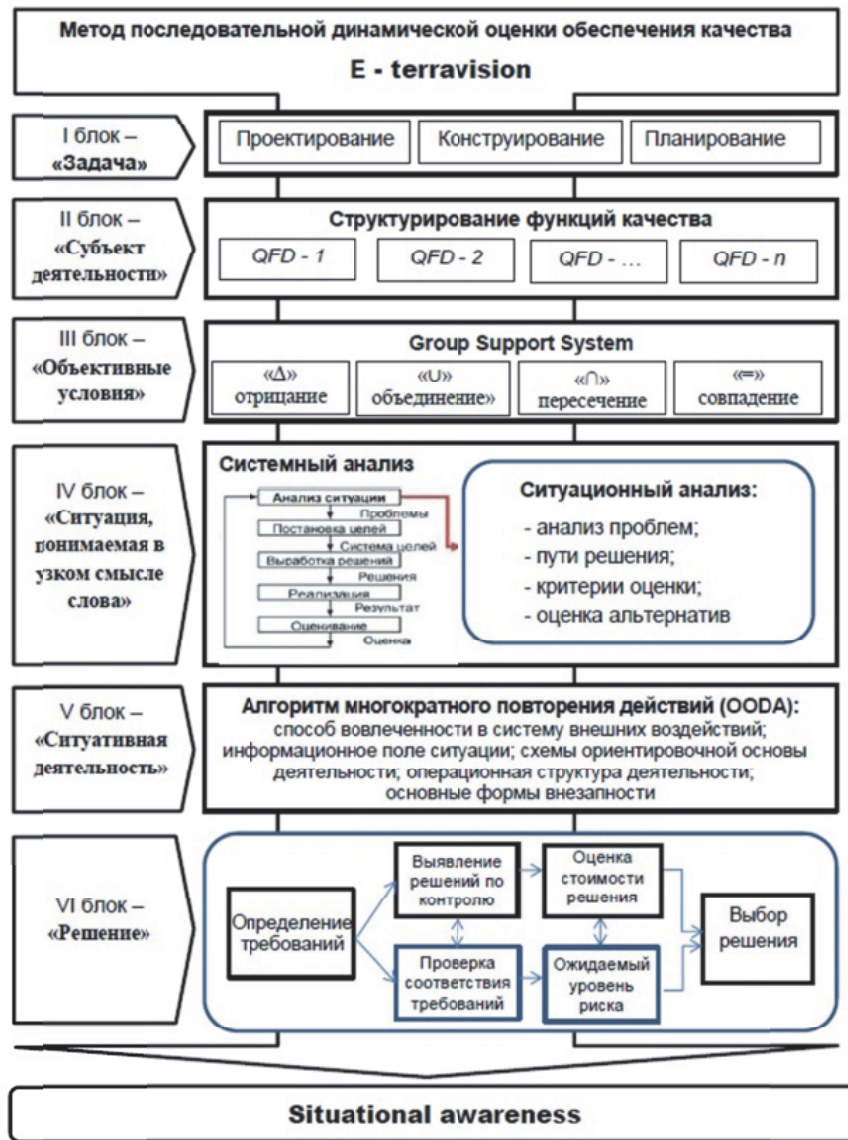 Метод последовательной динамической оценки обеспечения качества
E - terravision
I блок –
«Задача»
Проектирование
Конструирование
Планирование
II блок –
«Субъект
деятельности»
Структурирование функций качества
QFD - 1
QFD - 2
QFD - ...
QFD - n
III блок –
«Объективные
условия»
Group Support System
«Δ»
отрицание
«∪»
объединение»
«∩»
пересечение
«=»
совпадение
IV блок –
«Ситуация,
понимаемая в
узком смысле
слова»
Системный анализ
Анализ ситуации
Проблемы
Постановка целей
Система целей
Выработка решений
Решения
Реализация
Результат
Оценивание
Оценка
Ситуационный анализ:
- анализ проблем;
- пути решения;
- критерии оценки;
- оценка альтернатив
V блок –
«Ситуативная
деятельность»
Алгоритм многократного повторения действий (OODA):
способ вовлеченности в систему внешних воздействий;
информационное поле ситуации; схемы ориентировочной основы
деятельности; операционная структура деятельности;
основные формы внезапности
VI блок –
«Решение»
Определение
требований
Выявление
решений по
контролю
Оценка
стоимости
решения
Проверка
соответствия
требований
Ожидаемый
уровень
риска
Выбор
решения
Situational awareness